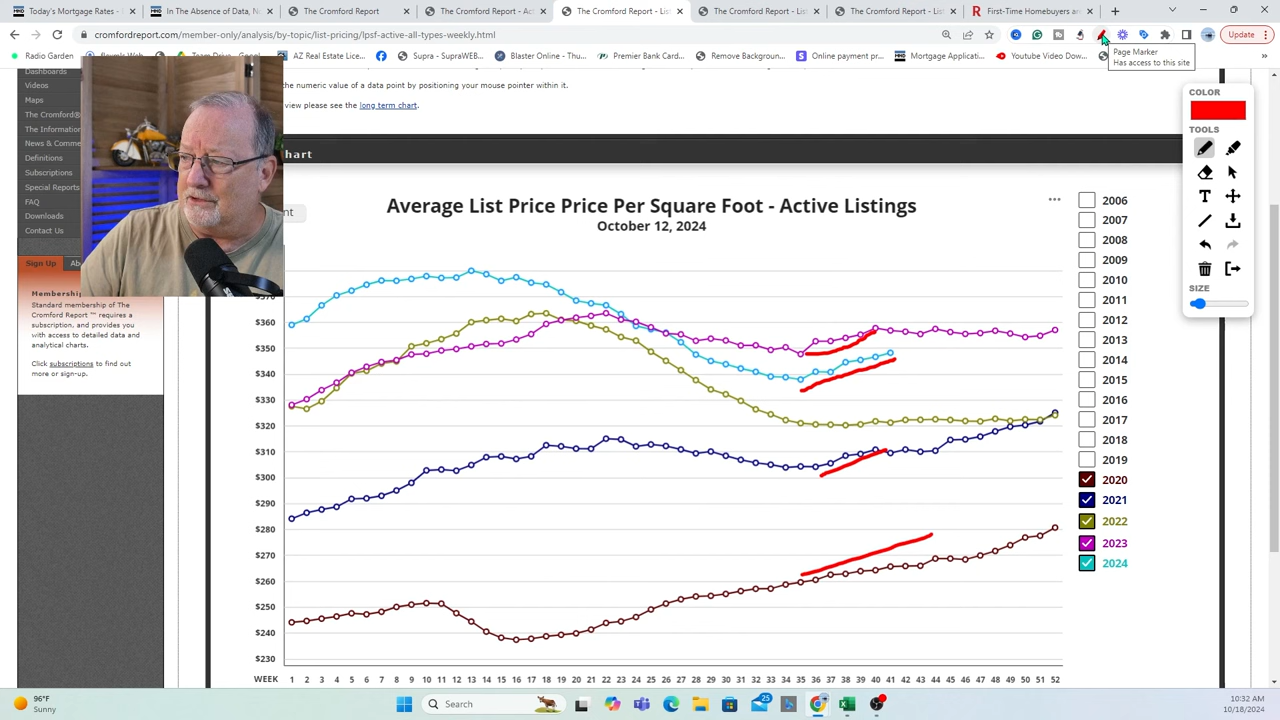 Today's Mortgage Rat
In the Absence of Data, N
The Cromford Report
The Cromford Report - Ac
The Cromford Report - Lis
The Cromford Report - Lis
The Cromford Report
First-Time Homebuyers ar
cromfordreport.com/member-only/analysis/by-topic/list-pricing/lpsf-active-all-types-weekly.html
Update
Radio Garden
AZ Real Estate LLC
Supra - SupraWEB...
Blaster Online - Thu...
Premier Bank Card...
Remove Background...
Online payment pr...
Mortgage Applicati...
Youtube Video Dow...
Page Marker
Has access to this site
Dashboards
Videos
Maps
The Cromford®
The Information
News & Comme
Definitions
Subscriptions
Special Reports
FAQ
Downloads
Contact Us
Sign Up
Ab
Membersh
Standard membership of The
Cromford Report ™ requires a
subscription, and provides you
with access to detailed data and
analytical charts.
Click subscriptions to find out
more or sign-up.
the numeric value of a data point by positioning your mouse pointer within it.
view please see the long term chart.
hart
nt
Average List Price Price Per Square Foot - Active Listings
October 12, 2024
$370
$360
$350
$340
$330
$320
$310
$300
$290
$280
$270
$260
$250
$240
$230
WEEK 1 2 3 4 5 6 7 8 9 10 11 12 13 14 15 16 17 18 19 20 21 22 23 24 25 26 27 28 29 30 31 32 33 34 35 36 37 38 39 40 41 42 43 44 45 46 47 48 49 50 51 52
2006
2007
2008
2009
2010
2011
2012
2013
2014
2015
2016
2017
2018
2019
2020
2021
2022
2023
2024
COLOR
TOOLS
T
SIZE
96°F
Sunny
Search
25
10:32 AM
10/18/2024